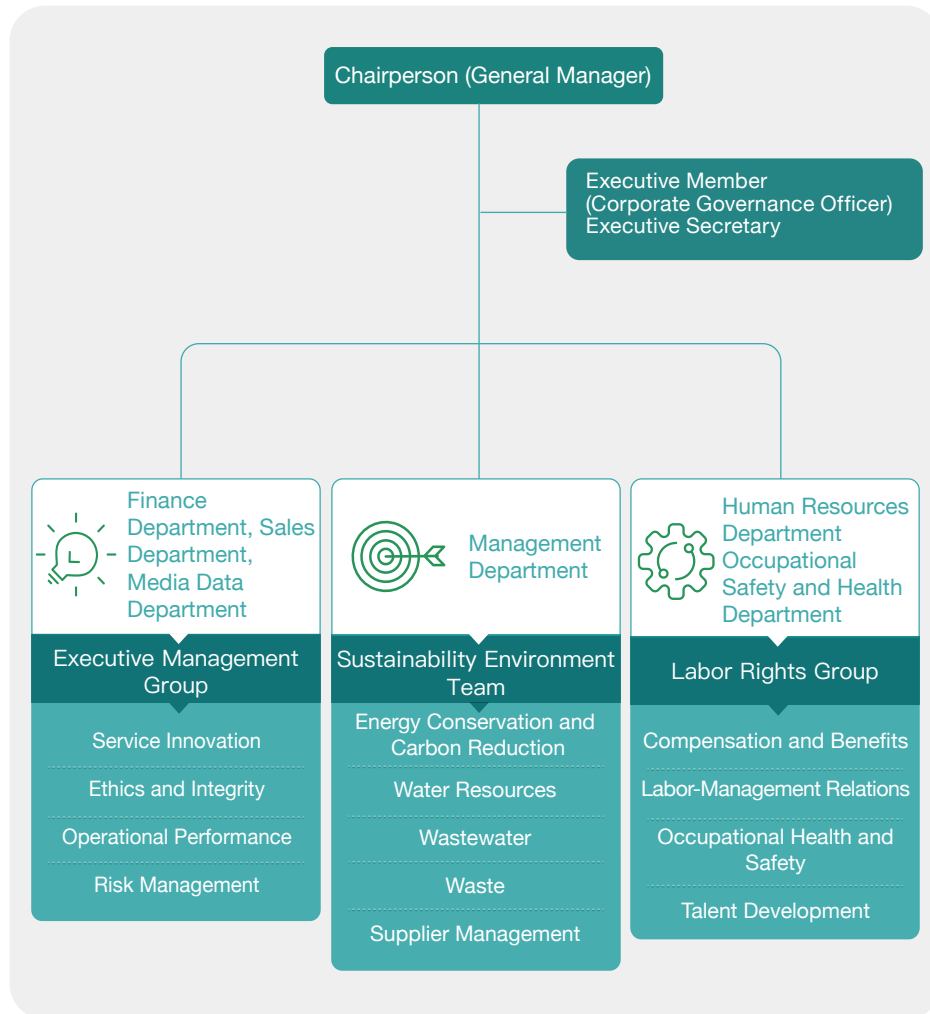 Chairperson (General Manager)
Executive Member
(Corporate Governance Officer)
Executive Secretary
Finance
Department, Sales
Department,
Media Data
Department
Executive Management
Group
Service Innovation
Ethics and Integrity
Operational Performance
Risk Management
Management
Department
Sustainability Environment
Team
Energy Conservation and
Carbon Reduction
Water Resources
Wastewater
Waste
Supplier Management
Human Resources
Department
Occupational
Safety and Health
Department
Labor Rights Group
Compensation and Benefits
Labor-Management Relations
Occupational Health and
Safety
Talent Development